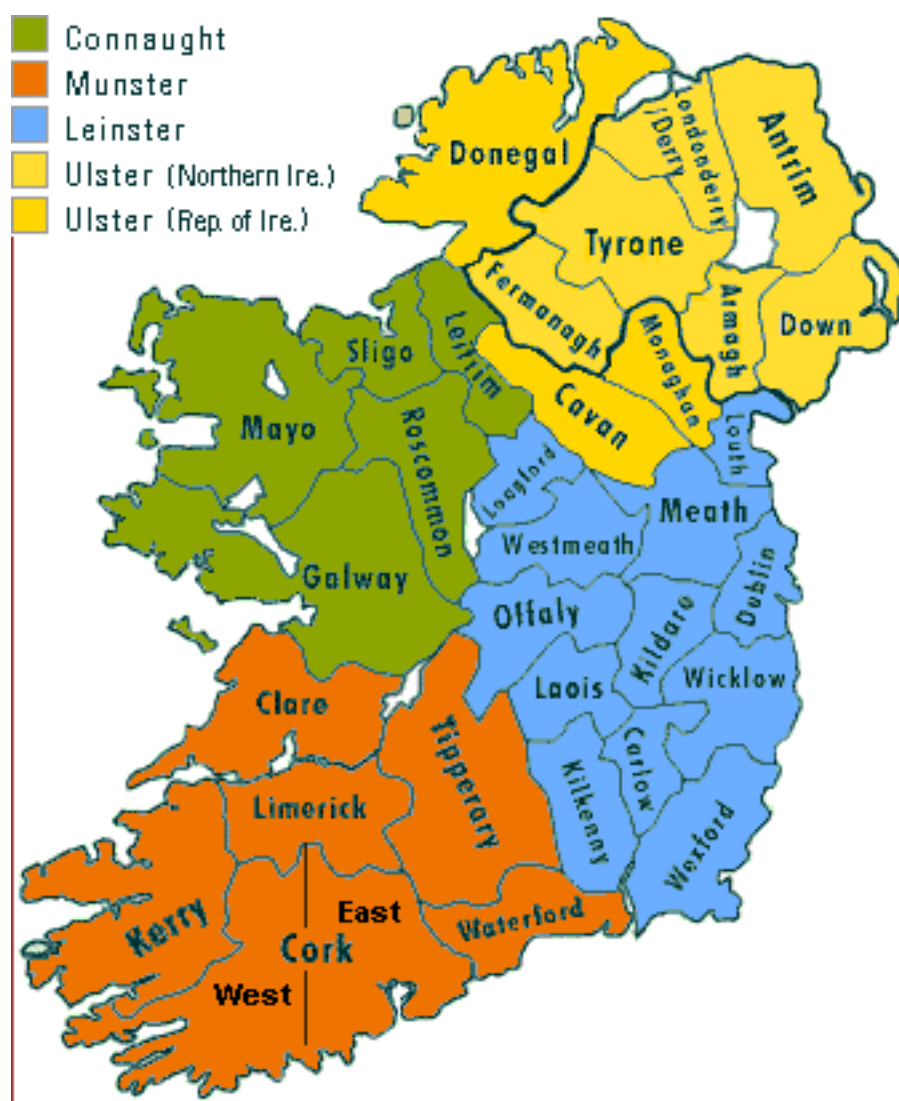 Connaught
Munster
Leinster
Ulster (Northern Ire.)
Ulster (Rep. of Ire.)
Donegal
Londonderry
/Derry
Antrim
Tyrone
Fermanagh
Armagh
Down
Monaghan
Cavan
Leitrim
Sligo
Mayo
Roscommon
Galway
Louth
Longford
Meath
Westmeath
Dublin
Offaly
Kildare
Wicklow
Laois
Carlow
Kilkenny
Wexford
Clare
Tipperary
Limerick
Kerry
East
Cork
West
Waterford